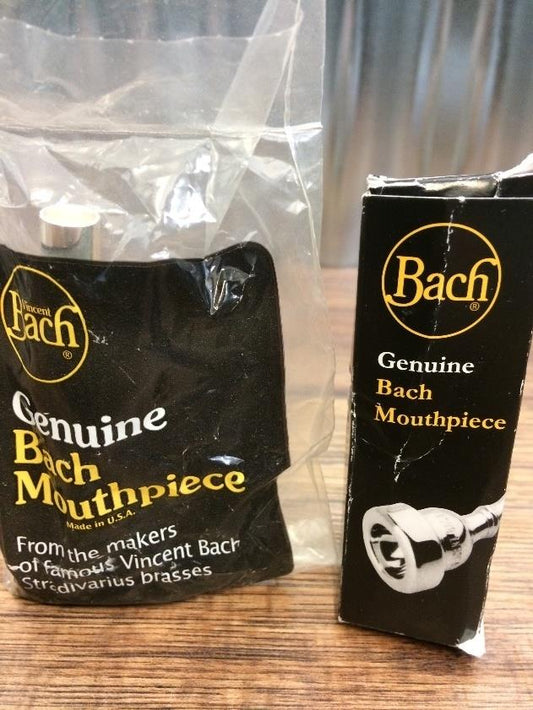 Vincent
Bach
®
Genuine
Bach
Mouthpiece
Made in U.S.A.
From the makers
of famous Vincent Bach
Stradivarius brasses
Bach
®
Genuine
Bach
Mouthpiece